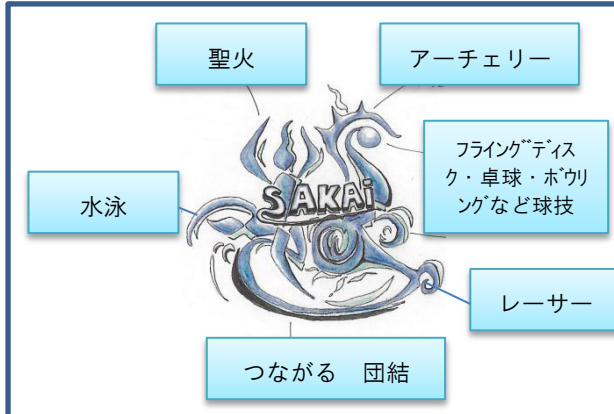 聖火
アーチェリー
フライングディス
ク・卓球・ボウリ
ングなど球技
水泳
SAKAi
レーサー
つながる 団結